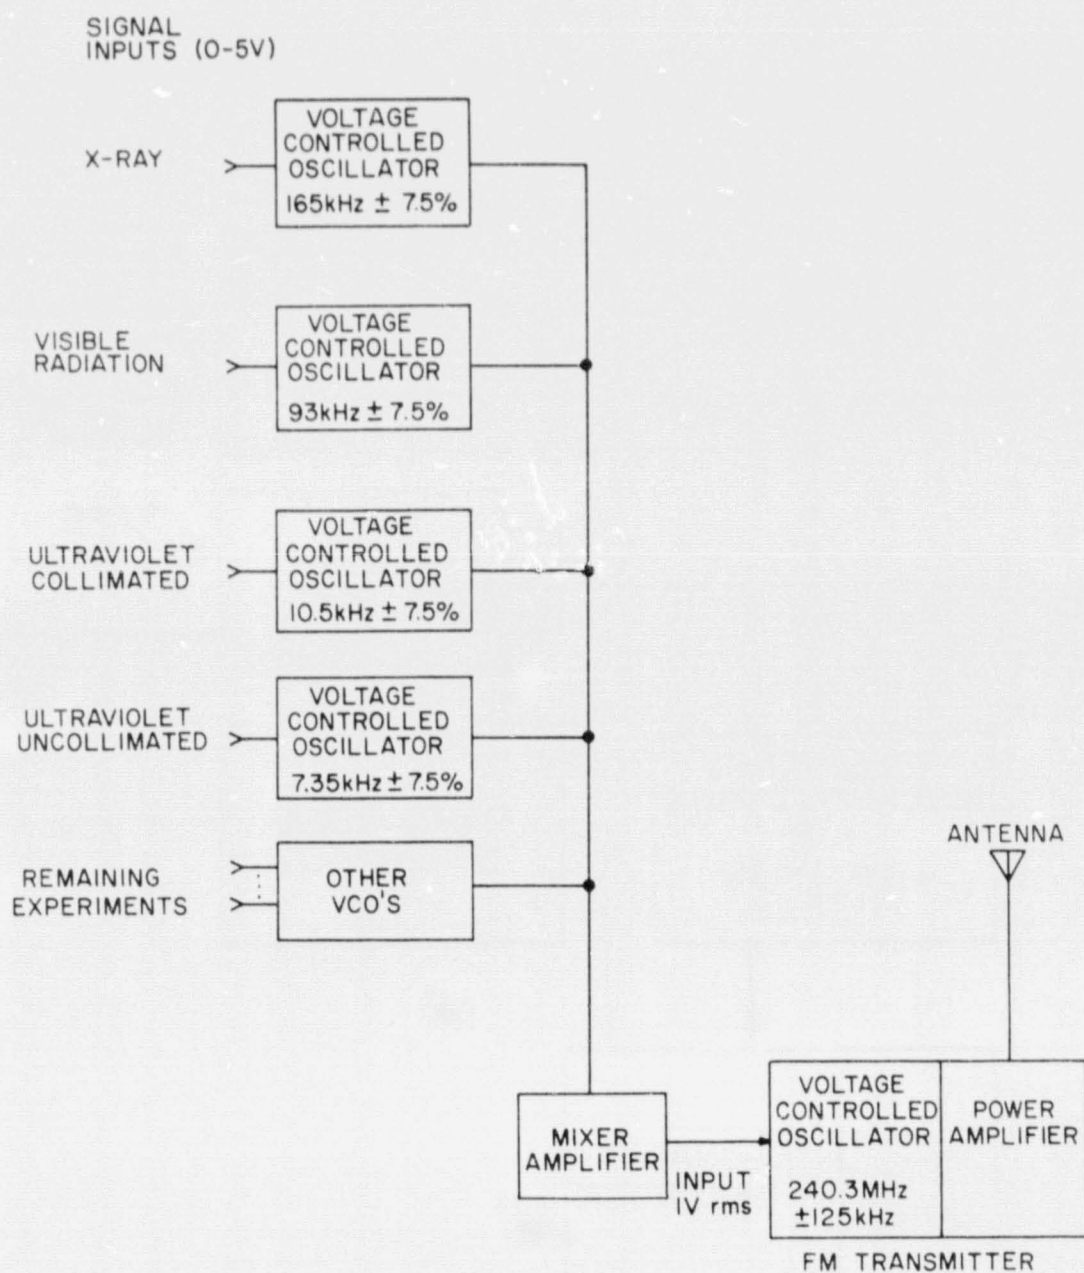 SIGNAL
INPUTS (0-5V)
X-RAY
VOLTAGE
CONTROLLED
OSCILLATOR
165kHz ± 7.5%
VISIBLE
RADIATION
VOLTAGE
CONTROLLED
OSCILLATOR
93kHz ± 7.5%
ULTRAVIOLET
COLLIMATED
VOLTAGE
CONTROLLED
OSCILLATOR
10.5kHz ± 7.5%
ULTRAVIOLET
UNCOLLIMATED
VOLTAGE
CONTROLLED
OSCILLATOR
7.35kHz ± 7.5%
REMAINING
EXPERIMENTS
OTHER
VCO'S
ANTENNA
MIXER
AMPLIFIER
INPUT
1V rms
VOLTAGE
CONTROLLED
OSCILLATOR
240.3MHz
±125kHz
POWER
AMPLIFIER
FM TRANSMITTER